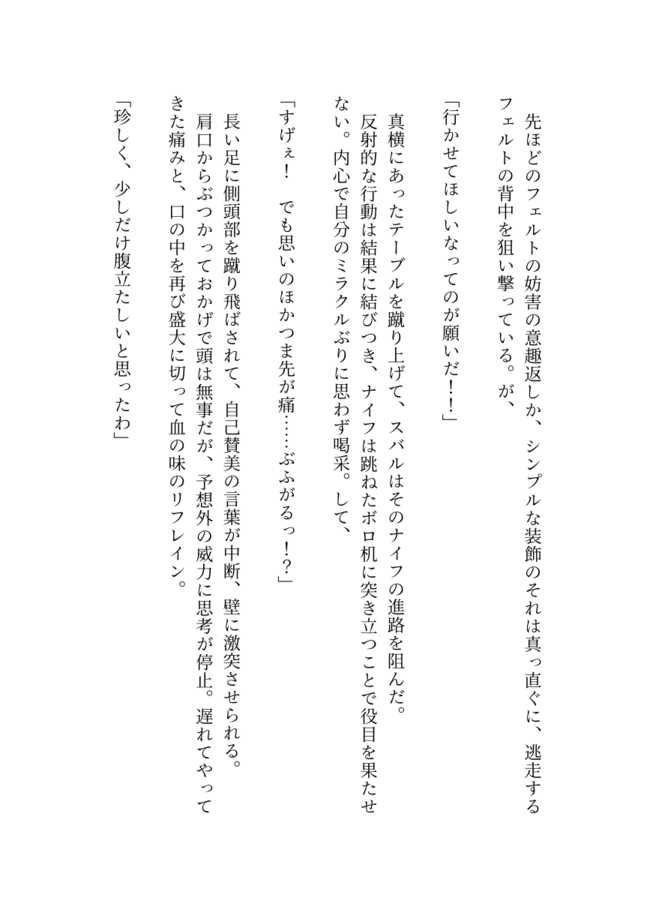 先ほどのフェルトの妨害の意趣返しか、シンプルな装飾のそれは真っ直ぐに、逃走する
フェルトの背中を狙い撃っている。が、
「行かせてほしいなってのが願いだ！！」
真横にあったテーブルを蹴り上げて、スバルはそのナイフの進路を阻んだ。
反射的な行動は結果に結びつき、ナイフは跳ねたボロ机に突き立つことで役目を果たせ
ない。内心で自分のミラクルぶりに思わず喝采。して、
「すげぇ！　でも思いのほかつま先が痛……ぶふがるっ！？」
長い足に側頭部を蹴り飛ばされて、自己賛美の言葉が中断、壁に激突させられる。
肩口からぶつかっておかげで頭は無事だが、予想外の威力に思考が停止。遅れてやって
きた痛みと、口の中を再び盛大に切って血の味のリフレイン。
「珍しく、少しだけ腹立たしいと思ったわ」